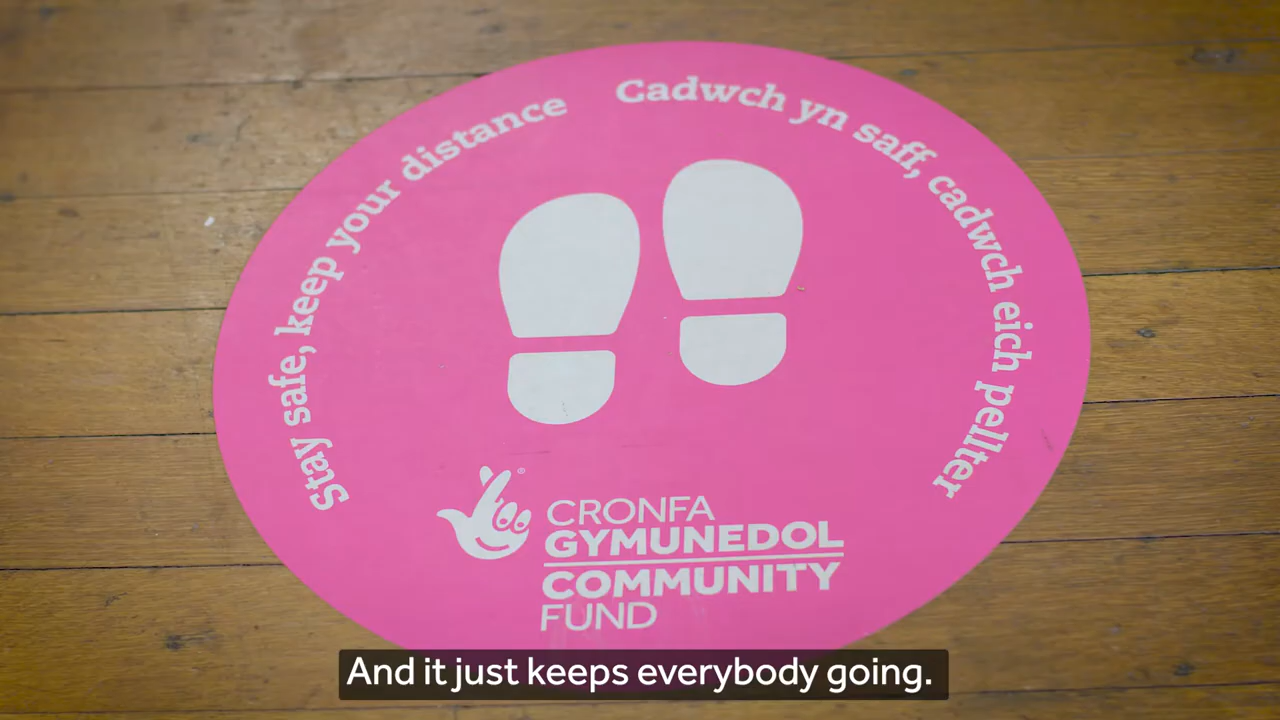 Stay safe, keep your distance
Cadwch yn saff, cadwch eich pellter
®
CRONFA
GYMUNEDOL
COMMUNITY
FUND
And it just keeps everybody going.